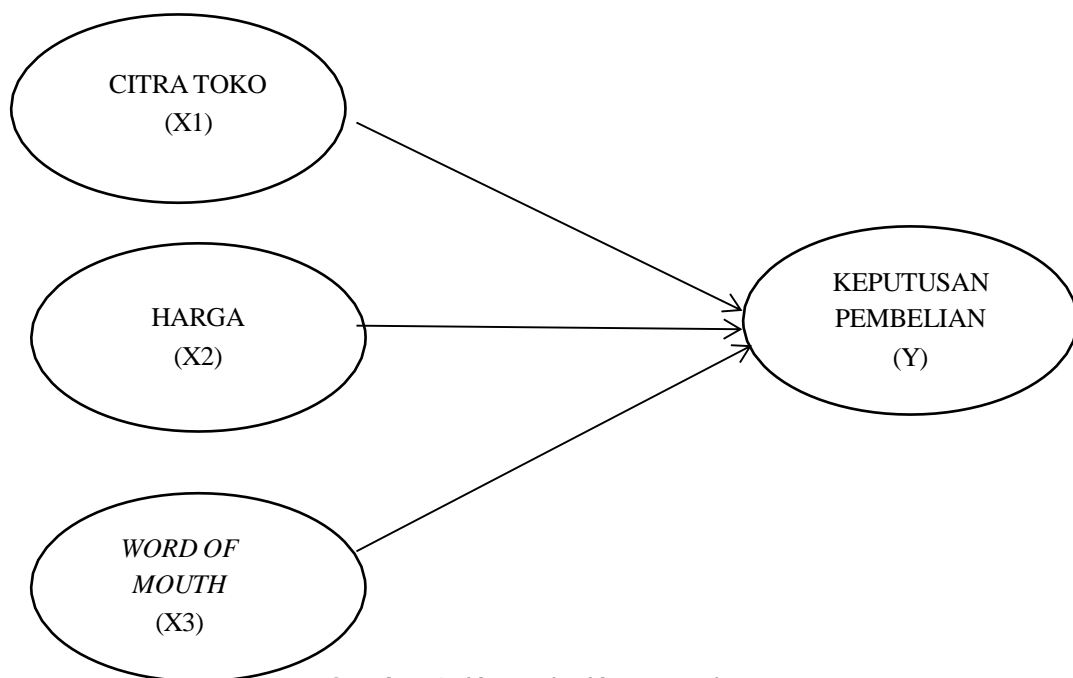 CITRA TOKO
(X1)
HARGA
(X2)
WORD OF
MOUTH
(X3)
KEPUTUSAN
PEMBELIAN
(Y)